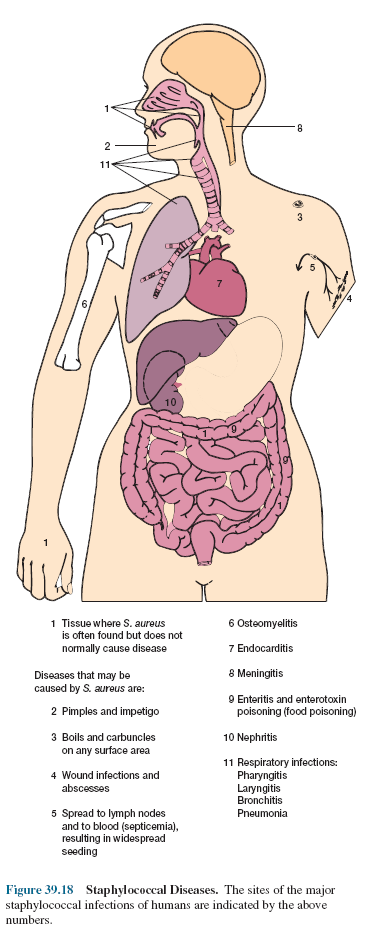 1
8
2
11
3
5
4
7
6
10
1
9
9
1
1
1 Tissue where S. aureus
is often found but does not
normally cause disease
Diseases that may be
caused by S. aureus are:
2 Pimples and impetigo
3 Boils and carbuncles
on any surface area
4 Wound infections and
abscesses
5 Spread to lymph nodes
and to blood (septicemia),
resulting in widespread
seeding
6 Osteomyelitis
7 Endocarditis
8 Meningitis
9 Enteritis and enterotoxin
poisoning (food poisoning)
10 Nephritis
11 Respiratory infections:
Pharyngitis
Laryngitis
Bronchitis
Pneumonia
Figure 39.18 Staphylococcal Diseases. The sites of the major
staphylococcal infections of humans are indicated by the above
numbers.